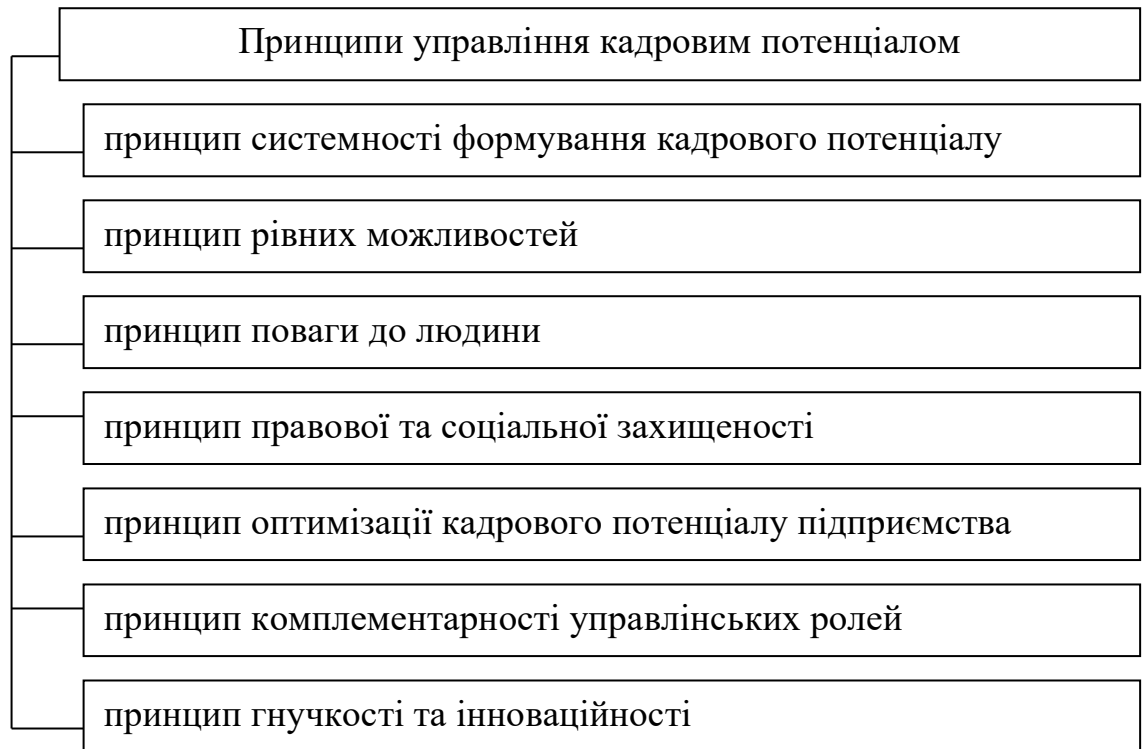 Принципи управління кадровим потенціалом
принцип системності формування кадрового потенціалу
принцип рівних можливостей
принцип поваги до людини
принцип правової та соціальної захищеності
принцип оптимізації кадрового потенціалу підприємства
принцип комплементарності управлінських ролей
принцип гнучкості та інноваційності